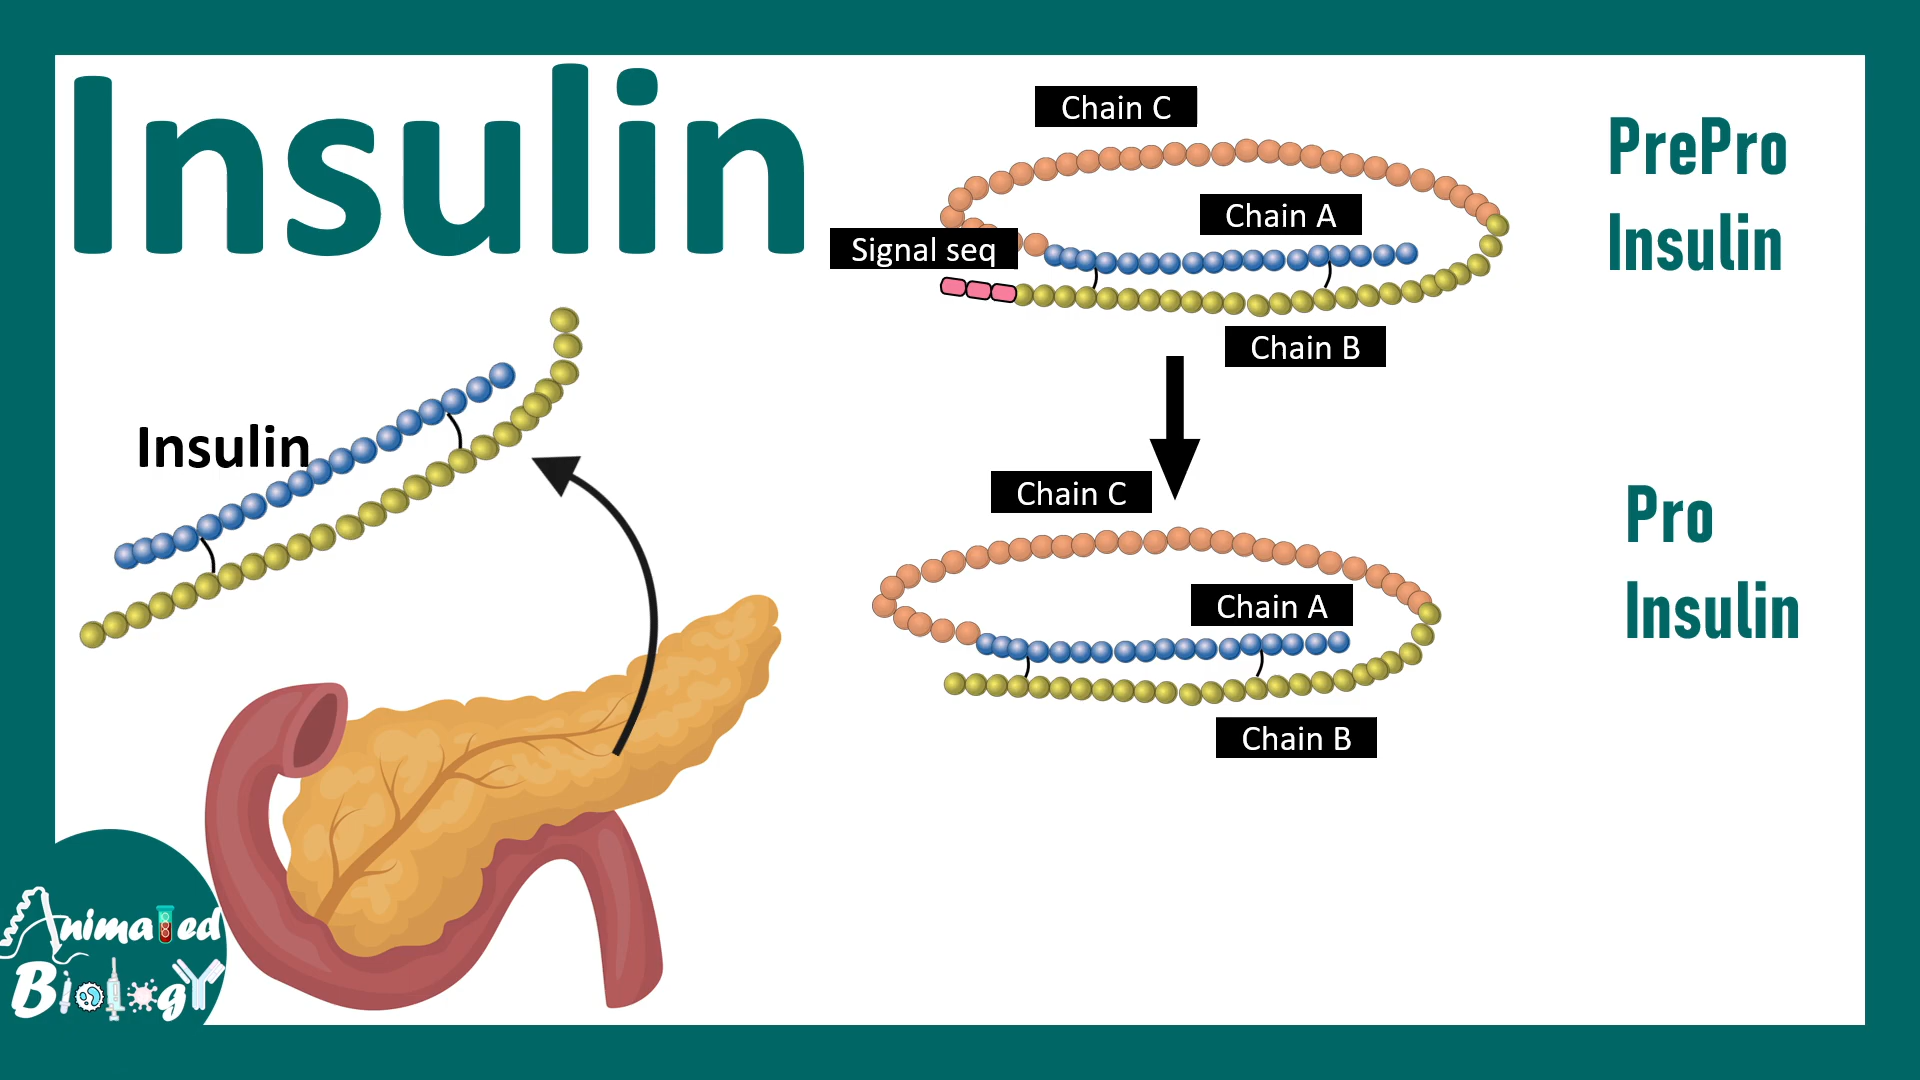 Insulin
Chain C
PrePro
Insulin
Chain A
Signal seq
Chain B
Insulin
Chain C
Pro
Insulin
Chain A
Chain B
Animated
Biology